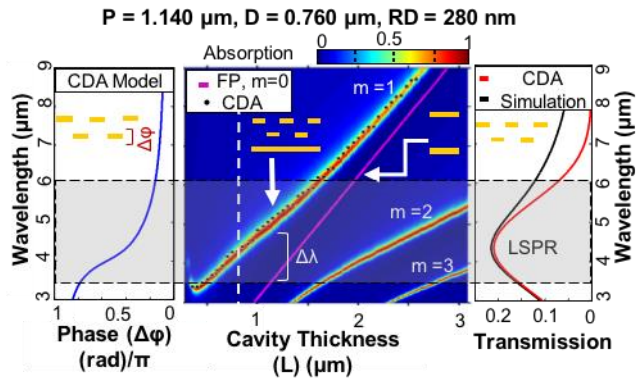 P = 1.140 μm, D = 0.760 μm, RD = 280 nm
Absorption
0 0.5 1
CDA Model
Δφ
Wavelength (μm)
9
8
7
6
5
4
3
1 0.5 0
Phase (Δφ)
(rad)/π
FP, m=0
CDA
m =1
m =2
m =3
Δλ
1 2 3
Cavity Thickness
(L) (μm)
CDA
Simulation
LSPR
0.2 0.1 0
Transmission
9
8
7
6
5
4
3
Wavelength (μm)